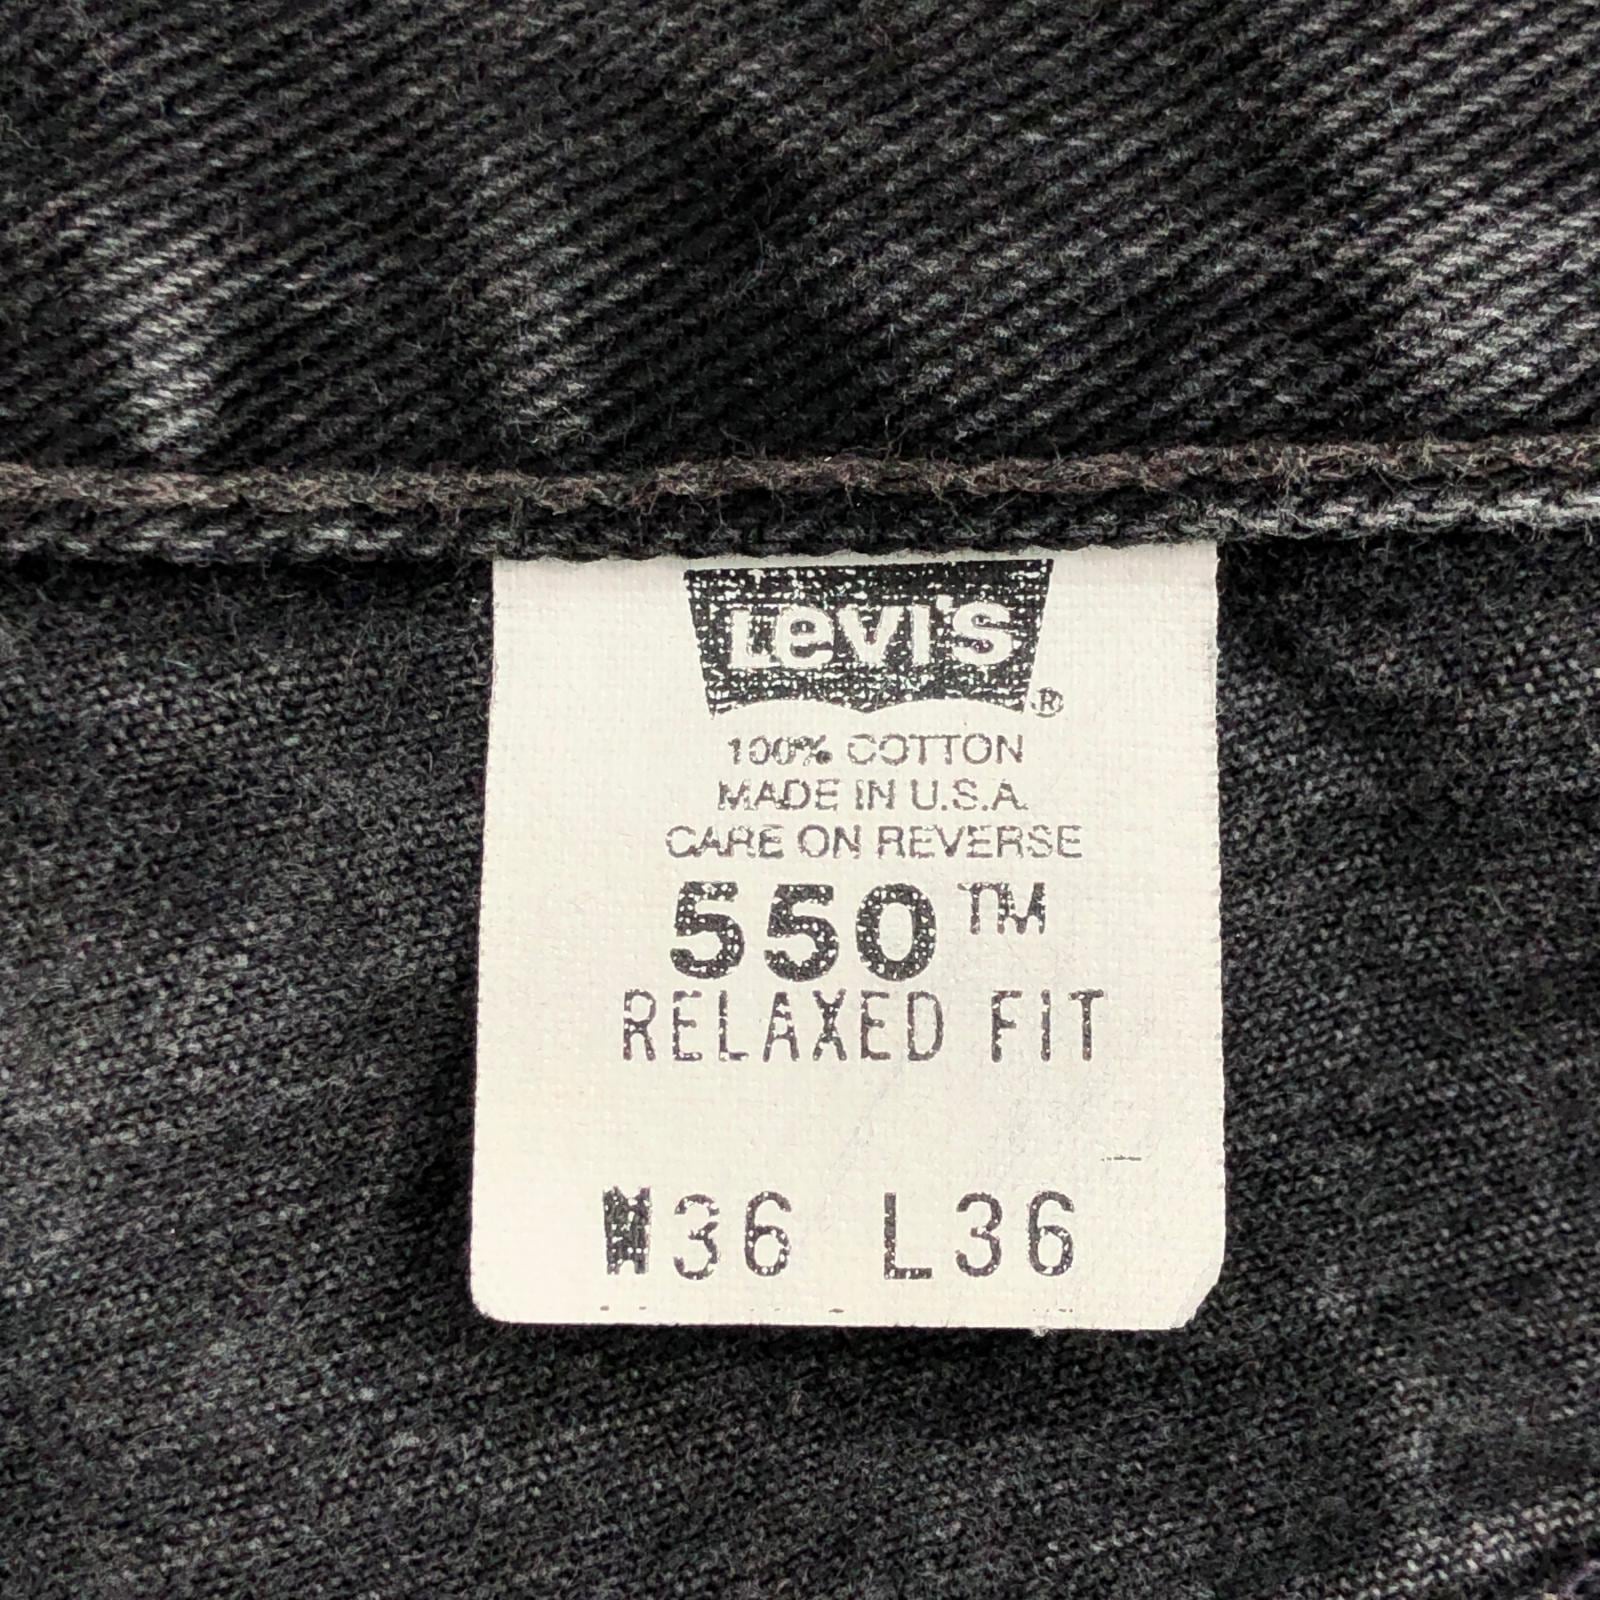 Levi's
®
100% COTTON
MADE IN U.S.A.
CARE ON REVERSE
550™
RELAXED FIT
W36 L36